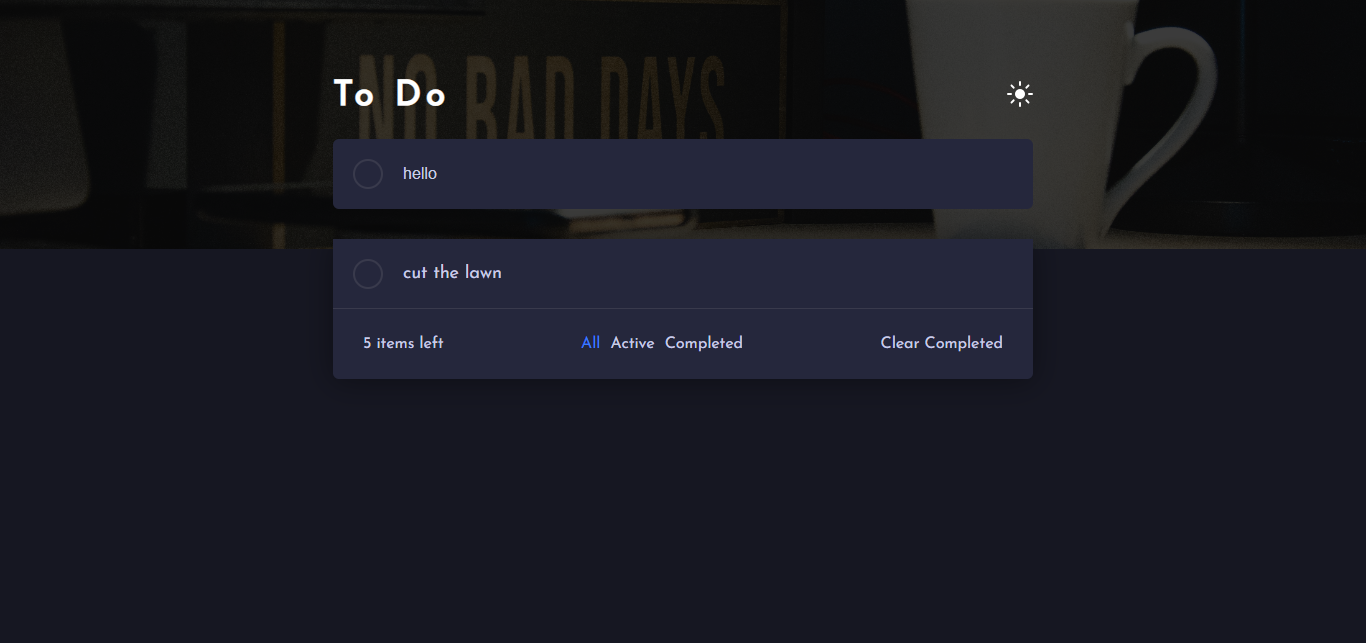 NO BAD DAYS
To Do
hello
cut the lawn
5 items left
All Active Completed
Clear Completed